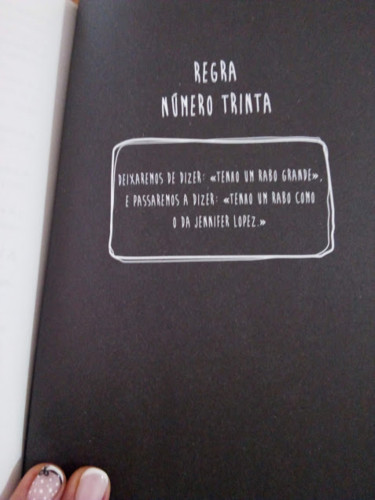 REGRA
NÚMERO TRINTA
DEIXAREMOS DE DIZER: «TENHO UM RABO GRANDE»,
E PASSAREMOS A DIZER: «TENHO UM RABO COMO
O DA JENNIFER LOPEZ.»